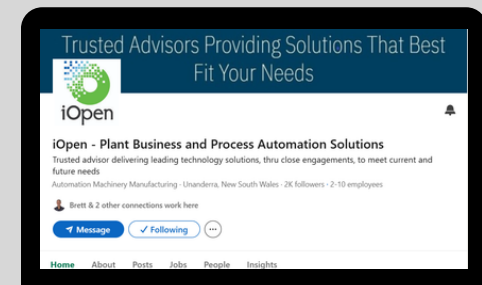 Trusted Advisors Providing Solutions That Best
Fit Your Needs
iOpen
iOpen - Plant Business and Process Automation Solutions
Trusted advisor delivering leading technology solutions, thru close engagements, to meet current and
future needs
Automation Machinery Manufacturing · Unanderra, New South Wales · 2K followers · 2-10 employees
Brett & 2 other connections work here
Message ✓ Following ···
Home About Posts Jobs People Insights